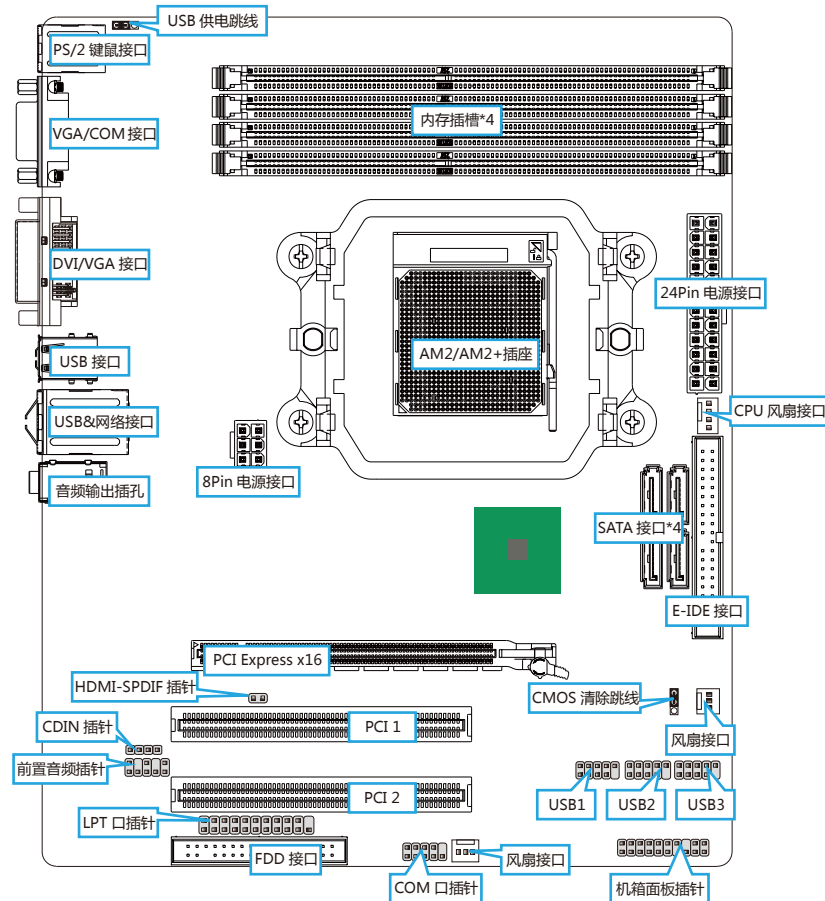 USB 供电跳线
PS/2 键鼠接口
内存插槽*4
VGA/COM 接口
DVI/VGA 接口
24Pin 电源接口
AM2/AM2+插座
USB 接口
CPU 风扇接口
USB&网络接口
8Pin 电源接口
音频输出插孔
SATA 接口*4
E-IDE 接口
PCI Express x16
HDMI-SPDIF 插针
CMOS 清除跳线
CDIN 插针
PCI 1
风扇接口
前置音频插针
PCI 2
USB1
USB2
USB3
LPT 口插针
FDD 接口
风扇接口
COM 口插针
机箱面板插针